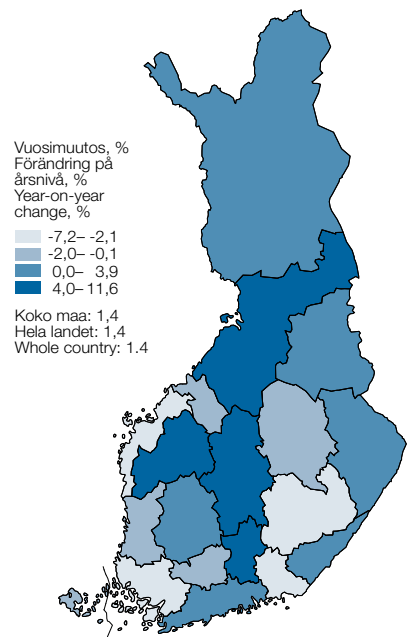 Vuosimuutos, %
Förändring på
årsnivå, %
Year-on-year
change, %
-7,2– -2,1
-2,0– -0,1
0,0– 3,9
4,0– 11,6
Koko maa: 1,4
Hela landet: 1,4
Whole country: 1.4